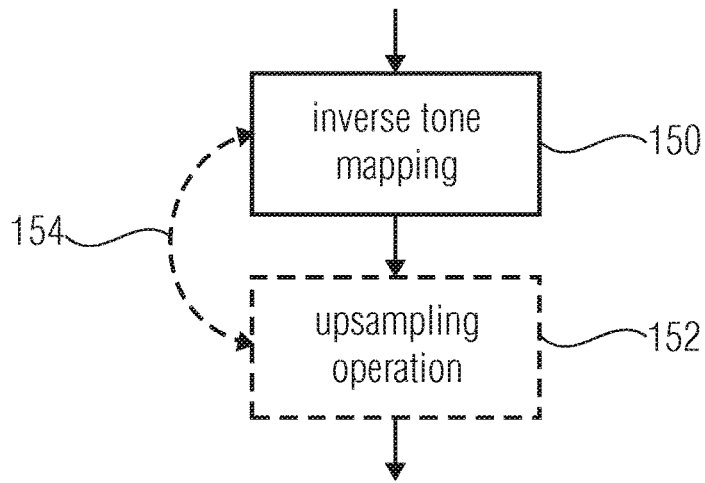 inverse tone
mapping
150
154
upsampling
operation
152